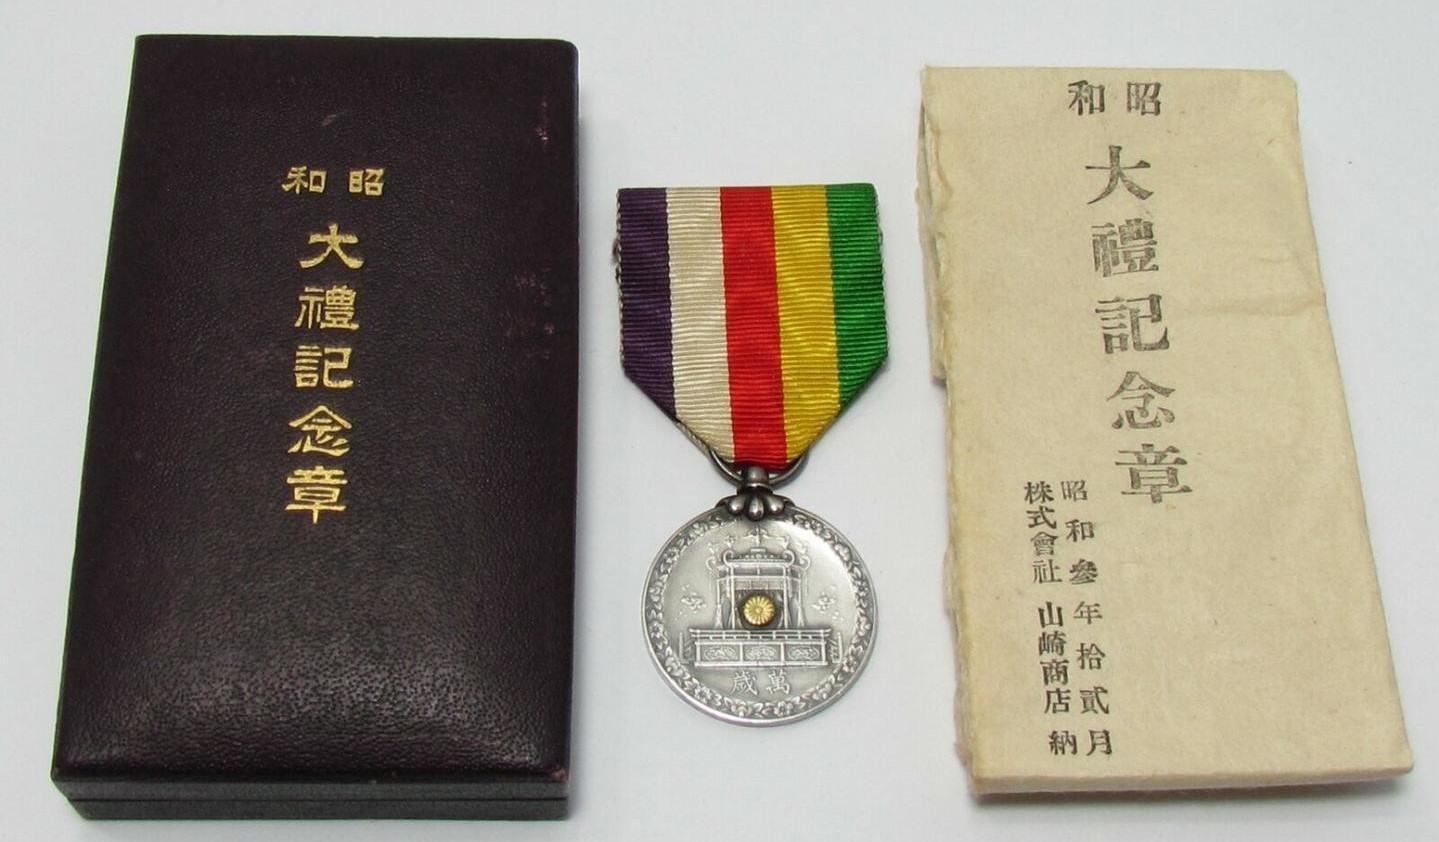 昭和
大禮記念章
萬歳
昭和
大禮記念章
昭和参年拾貳月
株式會社 山崎商店 納